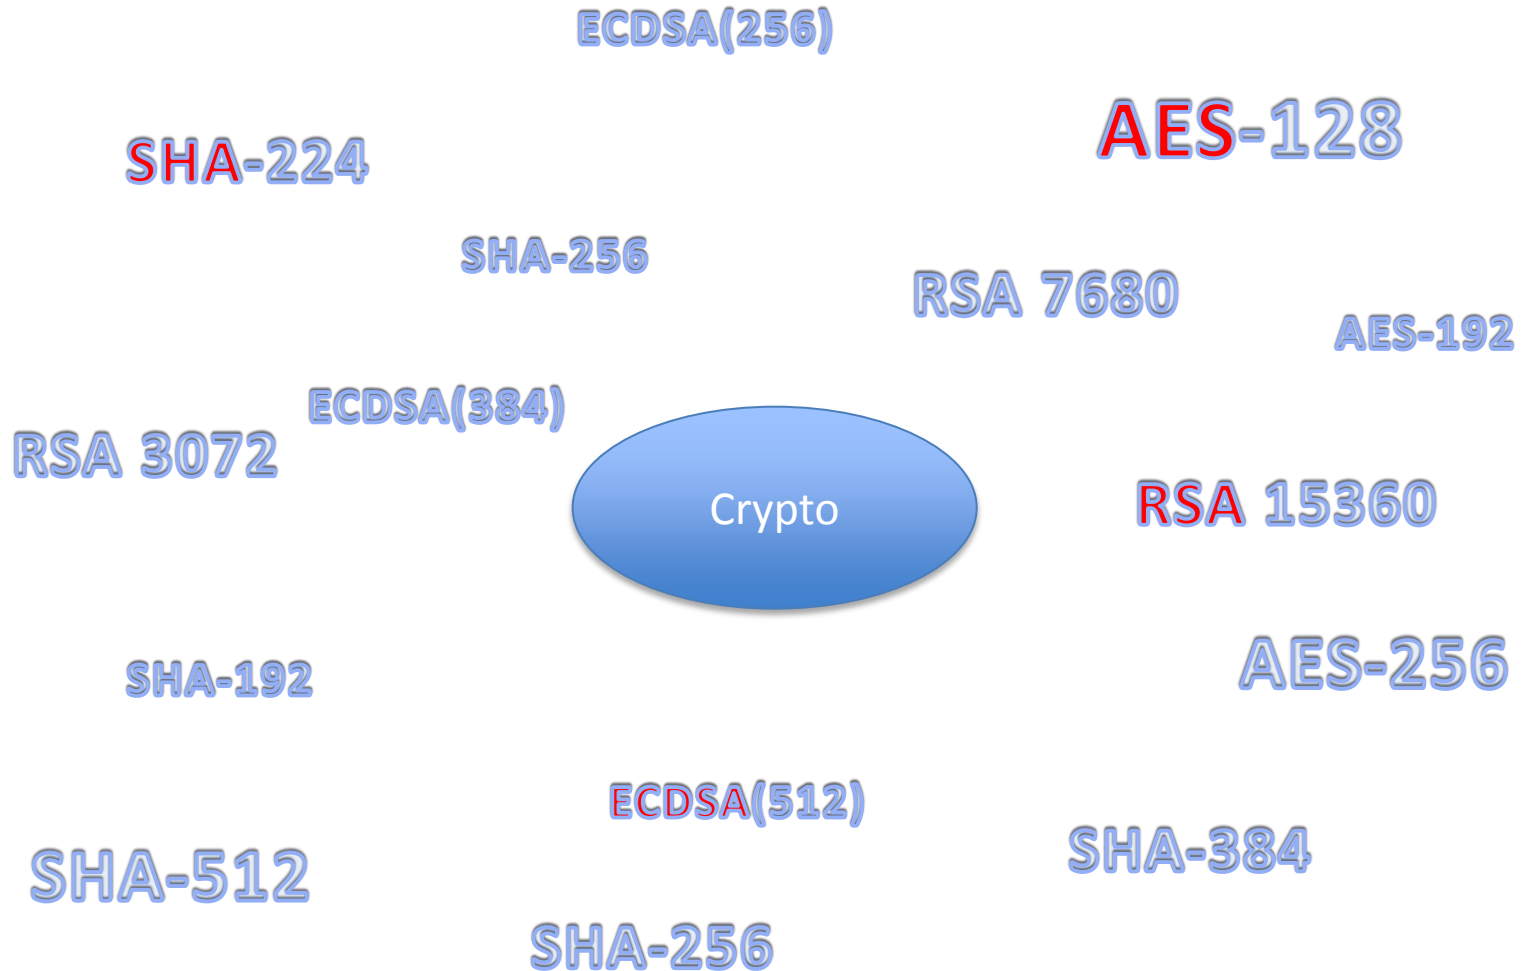 ECDSA(256)
AES-128
SHA-224
SHA-256
RSA 7680
AES-192
ECDSA(384)
RSA 3072
Crypto
RSA 15360
AES-256
SHA-192
ECDSA(512)
SHA-384
SHA-512
SHA-256